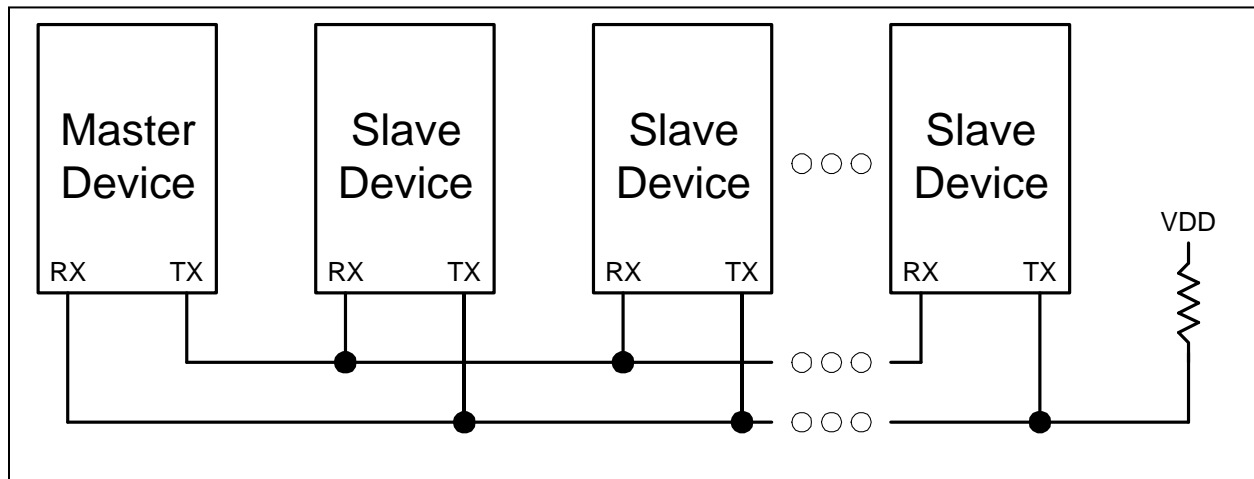 Master
Device
Slave
Device
Slave
Device
Slave
Device
RX TX
RX TX
RX TX
RX TX
VDD